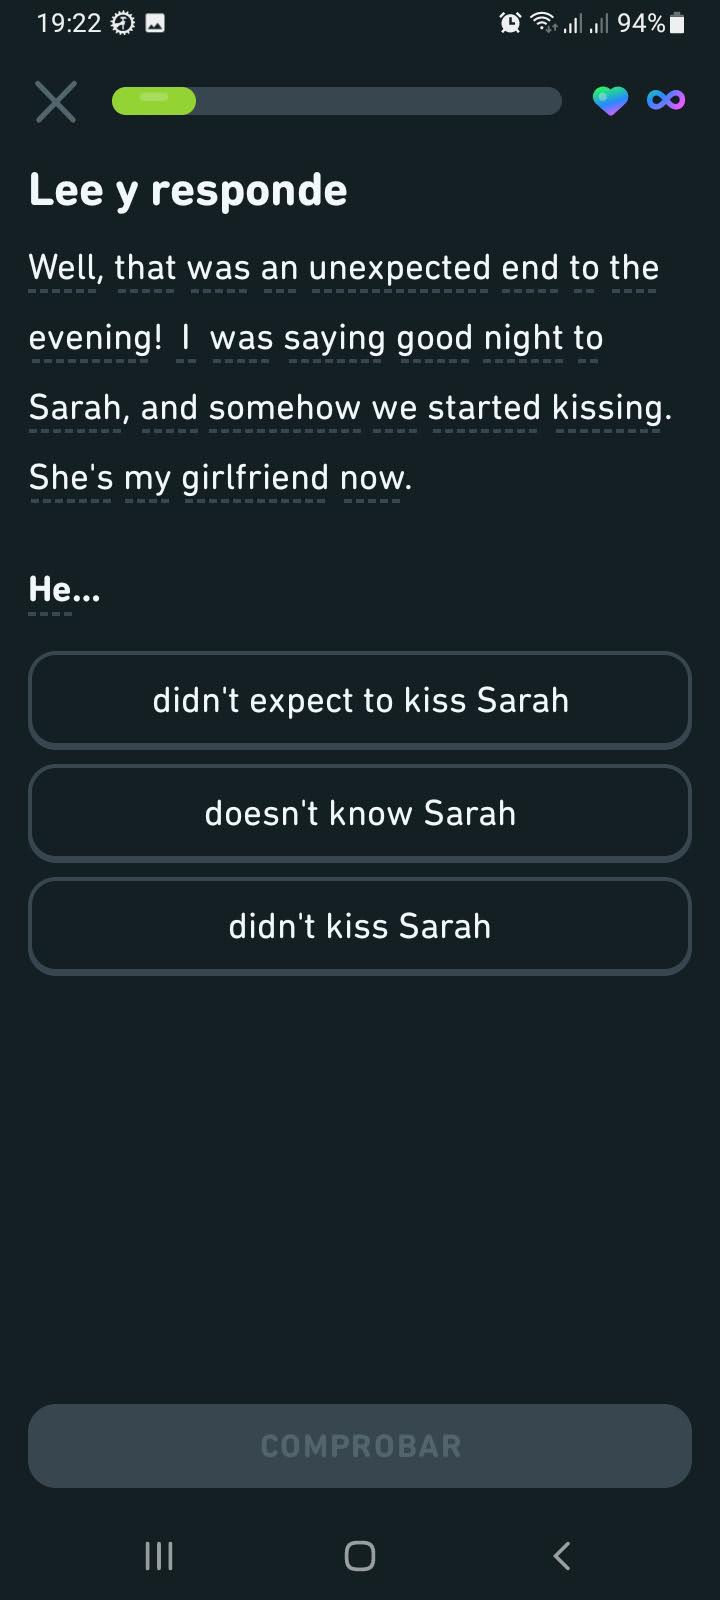 19:22 94%
Lee y responde
Well, that was an unexpected end to the
evening! I was saying good night to
Sarah, and somehow we started kissing.
She's my girlfriend now.
He...
didn't expect to kiss Sarah
doesn't know Sarah
didn't kiss Sarah
COMPROBAR